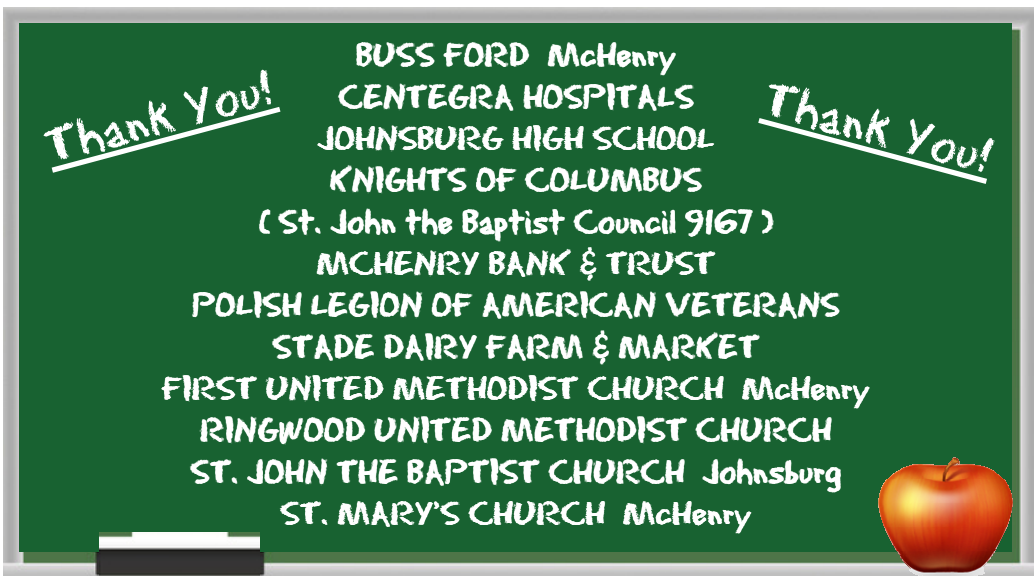 Thank You!
Thank You!
BUSS FORD McHenry
CENTEGRA HOSPITALS
JOHNSBURG HIGH SCHOOL
KNIGHTS OF COLUMBUS
( St. John the Baptist Council 9167 )
MCHENRY BANK & TRUST
POLISH LEGION OF AMERICAN VETERANS
STADE DAIRY FARM & MARKET
FIRST UNITED METHODIST CHURCH McHenry
RINGWOOD UNITED METHODIST CHURCH
ST. JOHN THE BAPTIST CHURCH Johnsburg
ST. MARY'S CHURCH McHenry